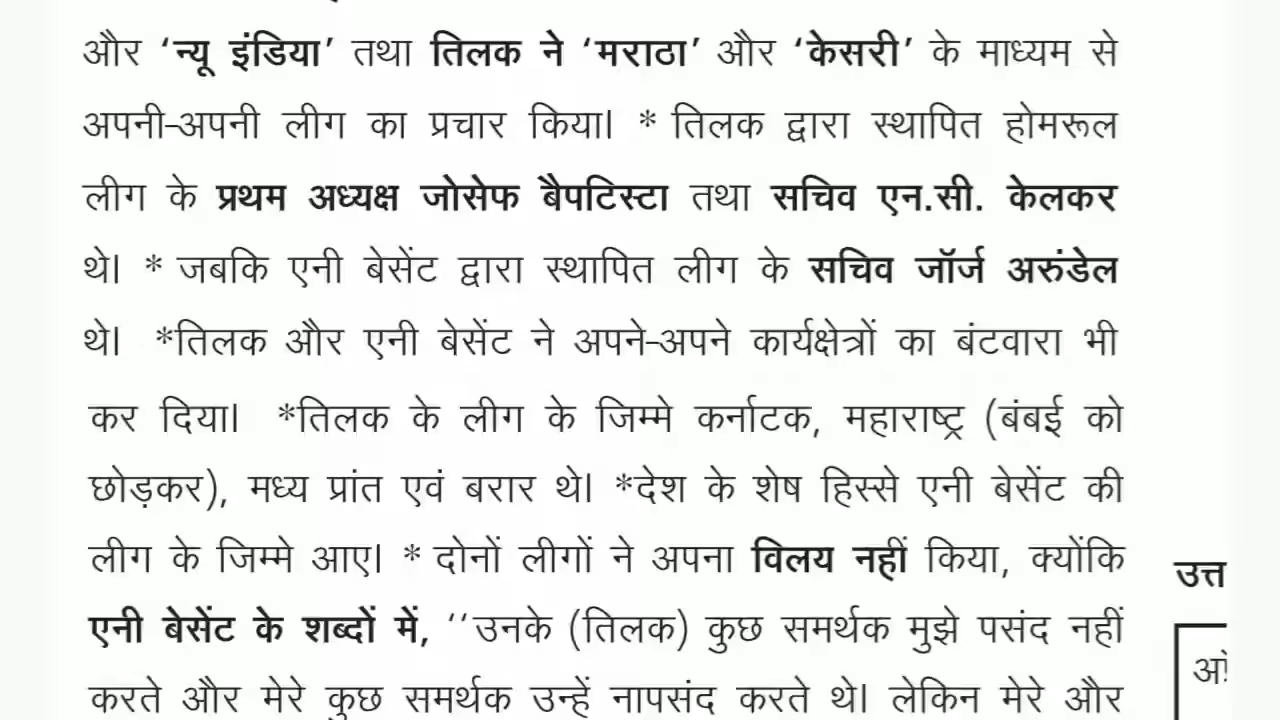 और ‘न्यू इंडिया’ तथा तिलक ने ‘मराठा’ और ‘केसरी’ के माध्यम से
अपनी-अपनी लीग का प्रचार किया। * तिलक द्वारा स्थापित होमरूल
लीग के प्रथम अध्यक्ष जोसेफ बैपटिस्टा तथा सचिव एन.सी. केलकर
थे। * जबकि एनी बेसेंट द्वारा स्थापित लीग के सचिव जॉर्ज अरुंडेल
थे। *तिलक और एनी बेसेंट ने अपने-अपने कार्यक्षेत्रों का बंटवारा भी
कर दिया। *तिलक के लीग के जिम्मे कर्नाटक, महाराष्ट्र (बंबई को
छोड़कर), मध्य प्रांत एवं बरार थे। *देश के शेष हिस्से एनी बेसेंट की
लीग के जिम्मे आए। * दोनों लीगों ने अपना विलय नहीं किया, क्योंकि
एनी बेसेंट के शब्दों में, ‘‘उनके (तिलक) कुछ समर्थक मुझे पसंद नहीं
करते और मेरे कुछ समर्थक उन्हें नापसंद करते थे। लेकिन मेरे और
उत्त